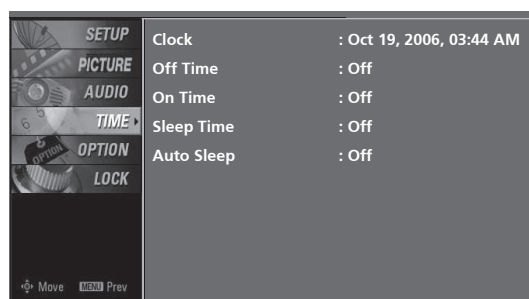 SETUP
PICTURE
AUDIO
TIME
OPTION
LOCK
Move MENU Prev
Clock : Oct 19, 2006, 03:44 AM
Off Time : Off
On Time : Off
Sleep Time : Off
Auto Sleep : Off